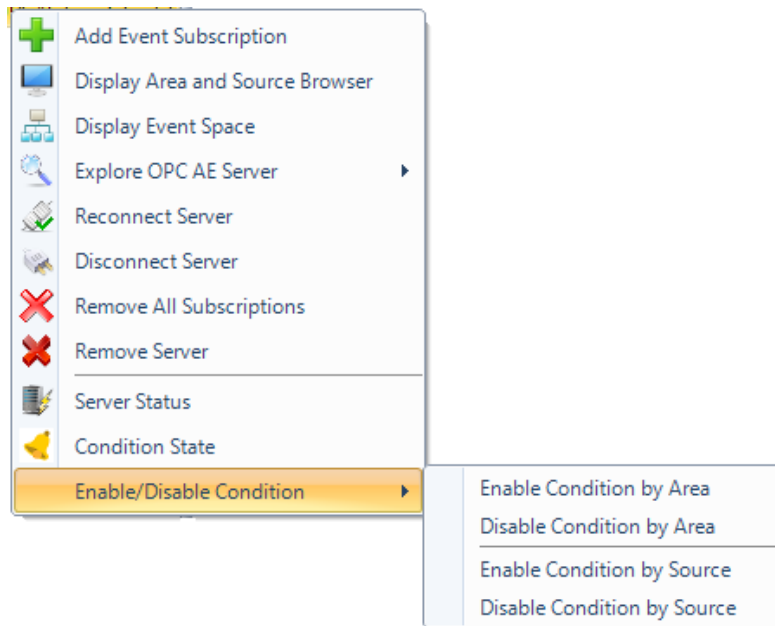 Add Event Subscription
Display Area and Source Browser
Display Event Space
Explore OPC AE Server
Reconnect Server
Disconnect Server
Remove All Subscriptions
Remove Server
Server Status
Condition State
Enable/Disable Condition
Enable Condition by Area
Disable Condition by Area
Enable Condition by Source
Disable Condition by Source